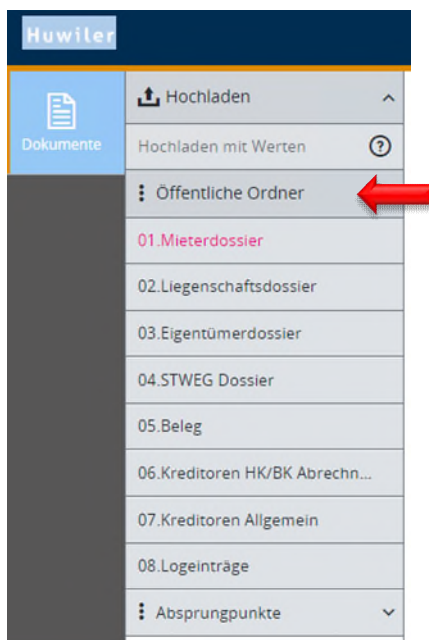 Huwiler
Hochladen
Dokumente
Hochladen mit Werten ?
Öffentliche Ordner
01.Mieterdossier
02.Liegenschaftsdossier
03.Eigentümerdossier
04.STWEG Dossier
05.Beleg
06.Kreditoren HK/BK Abrechn...
07.Kreditoren Allgemein
08.Logeinträge
Absprungpunkte